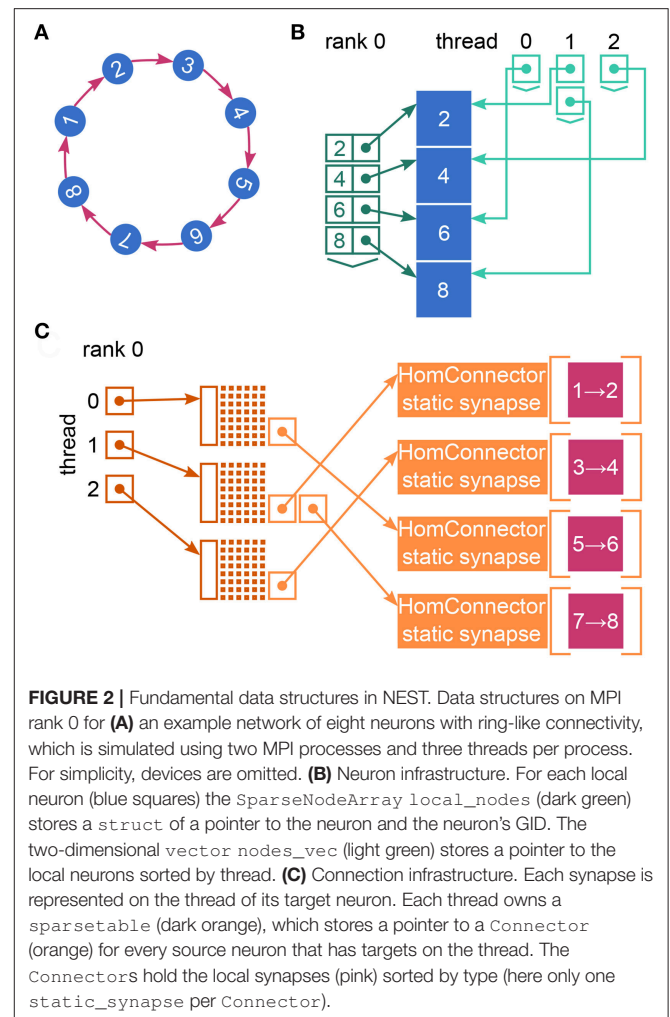 A
1
2
3
4
5
6
7
8
B
rank 0 thread 0 1 2
2
4
6
8
2
4
6
8
C
rank 0
thread
0
1
2
HomConnector
static synapse
1→2
HomConnector
static synapse
3→4
HomConnector
static synapse
5→6
HomConnector
static synapse
7→8
FIGURE 2 | Fundamental data structures in NEST. Data structures on MPI
rank 0 for (A) an example network of eight neurons with ring-like connectivity,
which is simulated using two MPI processes and three threads per process.
For simplicity, devices are omitted. (B) Neuron infrastructure. For each local
neuron (blue squares) the SparseNodeArray local_nodes (dark green)
stores a struct of a pointer to the neuron and the neuron's GID. The
two-dimensional vector nodes_vec (light green) stores a pointer to the
local neurons sorted by thread. (C) Connection infrastructure. Each synapse is
represented on the thread of its target neuron. Each thread owns a
sparsetable (dark orange), which stores a pointer to a Connector
(orange) for every source neuron that has targets on the thread. The
Connectors hold the local synapses (pink) sorted by type (here only one
static_synapse per Connector).